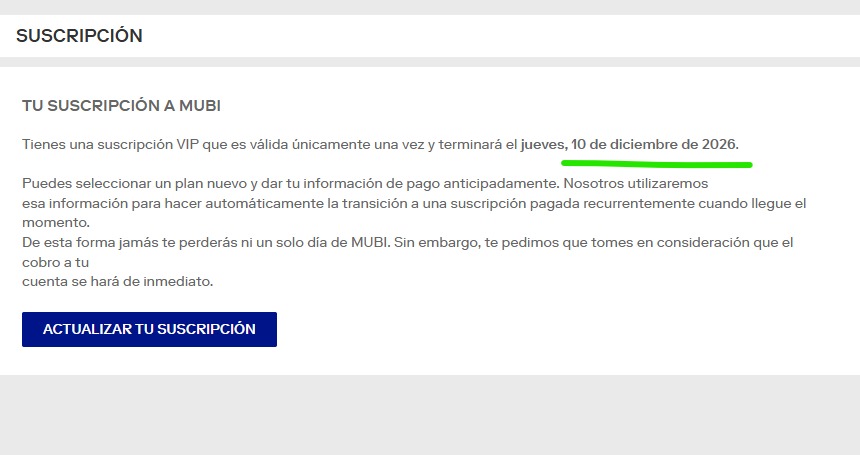 SUSCRIPCIÓN
TU SUSCRIPCIÓN A MUBI
Tienes una suscripción VIP que es válida únicamente una vez y terminará el jueves, 10 de diciembre de 2026.
Puedes seleccionar un plan nuevo y dar tu información de pago anticipadamente. Nosotros utilizaremos
esa información para hacer automáticamente la transición a una suscripción pagada recurrentemente cuando llegue el
momento.
De esta forma jamás te perderás ni un solo día de MUBI. Sin embargo, te pedimos que tomes en consideración que el
cobro a tu
cuenta se hará de inmediato.
ACTUALIZAR TU SUSCRIPCIÓN